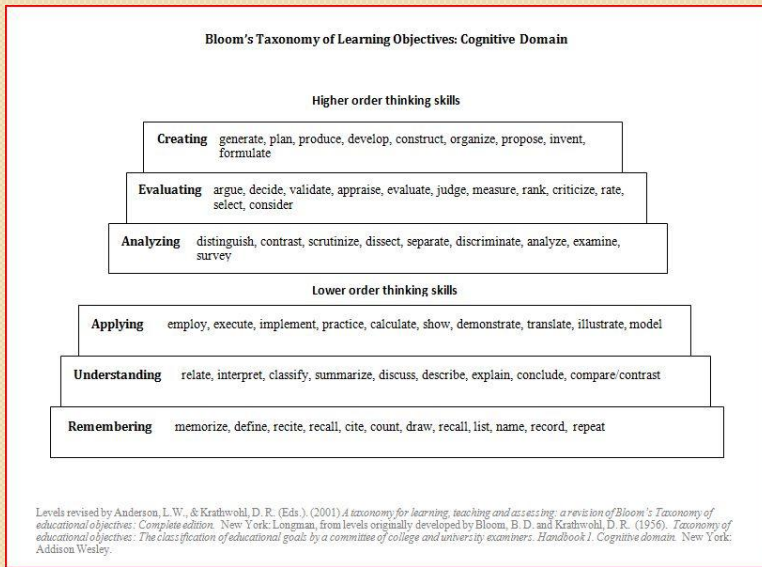 Bloom's Taxonomy of Learning Objectives: Cognitive Domain
Higher order thinking skills
Creating generate, plan, produce, develop, construct, organize, propose, invent,
formulate
Evaluating argue, decide, validate, appraise, evaluate, judge, measure, rank, criticize, rate,
select, consider
Analyzing distinguish, contrast, scrutinize, dissect, separate, discriminate, analyze, examine,
survey
Lower order thinking skills
Applying employ, execute, implement, practice, calculate, show, demonstrate, translate, illustrate, model
Understanding relate, interpret, classify, summarize, discuss, describe, explain, conclude, compare/contrast
Remembering memorize, define, recite, recall, cite, count, draw, recall, list, name, record, repeat
Levels revised by Anderson, L.W., & Krathwohl, D. R. (Eds.). (2001) A taxonomy for learning, teaching and assessing: a revision of Bloom's Taxonomy of
educational objectives: Complete edition. New York: Longman, from levels originally developed by Bloom, B. D. and Krathwohl, D. R. (1956). Taxonomy of
educational objectives: The classification of educational goals by a committee of college and university examiners. Handbook 1. Cognitive domain. New York:
Addison Wesley.